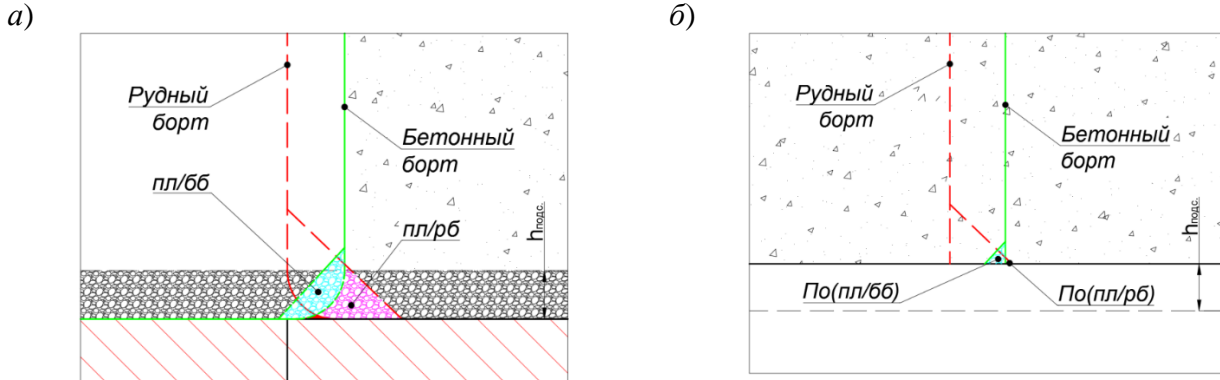 а)
Рудный
борт
Бетонный
борт
пл/бб
пл/рб
hподс.
б)
Рудный
борт
Бетонный
борт
hподс.
По(пл/бб)
По(пл/рб)